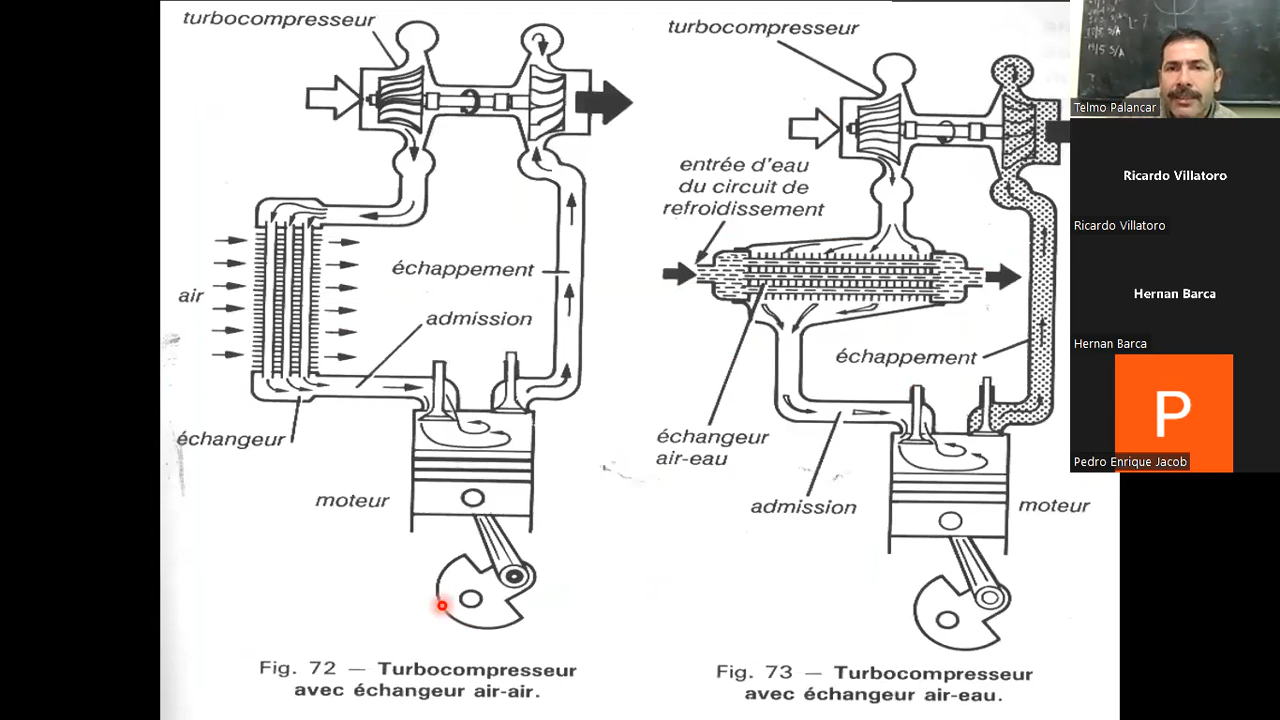 turbocompresseur
air
échappement
admission
échangeur
moteur
Fig. 72 — Turbocompresseur
avec échangeur air-air.
turbocompresseur
entrée d'eau
du circuit de
refroidissement
échappement
échangeur
air-eau
admission
moteur
Fig. 73 — Turbocompresseur
avec échangeur air-eau.
Telmo Palancar
Ricardo Villatoro
Ricardo Villatoro
Hernan Barca
Hernan Barca
P
Pedro Enrique Jacob